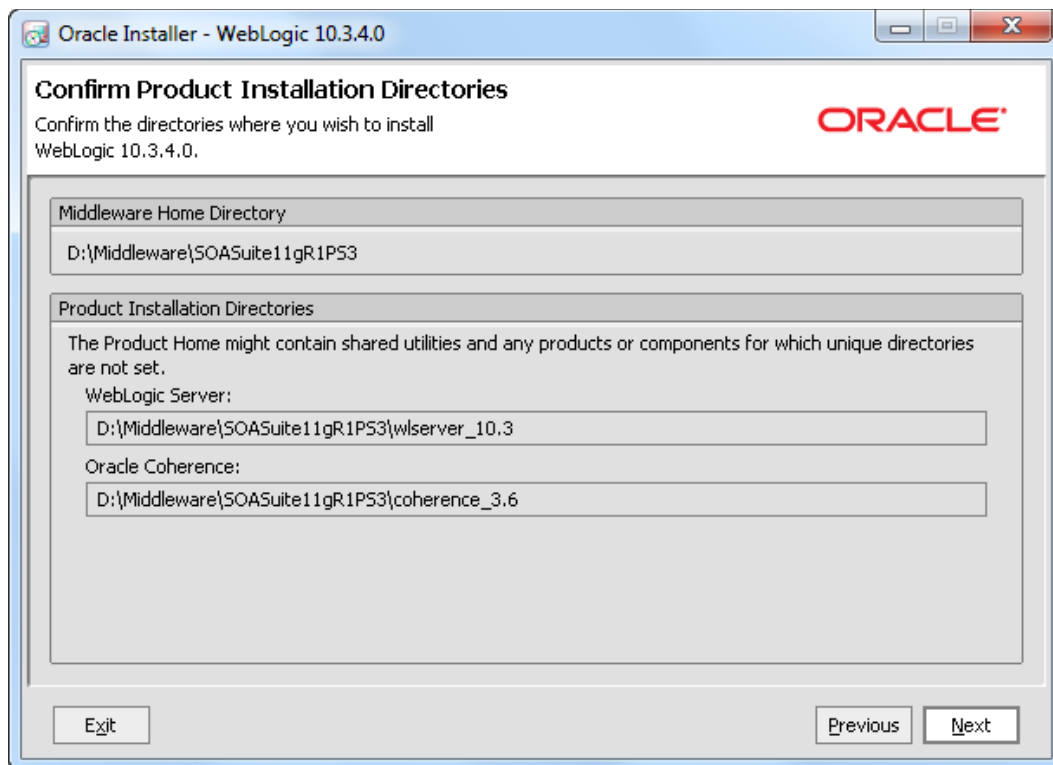 Oracle Installer - WebLogic 10.3.4.0
Confirm Product Installation Directories
Confirm the directories where you wish to install
WebLogic 10.3.4.0.
ORACLE
Middleware Home Directory
D:\Middleware\SOASuite11gR1PS3
Product Installation Directories
The Product Home might contain shared utilities and any products or components for which unique directories
are not set.
WebLogic Server:
D:\Middleware\SOASuite11gR1PS3\wlserver_10.3
Oracle Coherence:
D:\Middleware\SOASuite11gR1PS3\coherence_3.6
Exit
Previous
Next